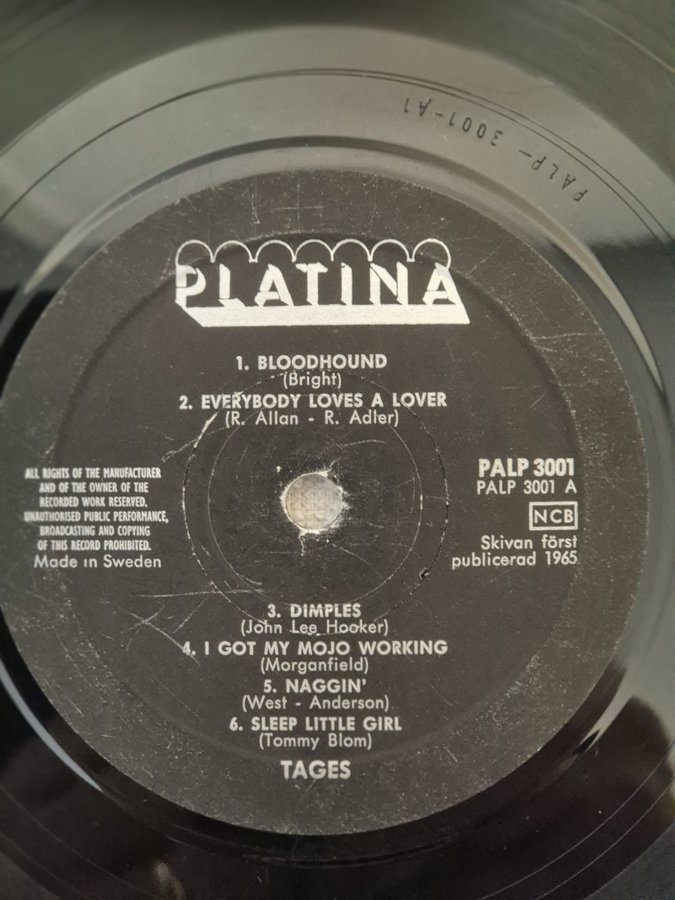 PALP- 3001-A1
PLATINA
1. BLOODHOUND
(Bright)
2. EVERYBODY LOVES A LOVER
(R. Allan - R. Adler)
ALL RIGHTS OF THE MANUFACTURER
AND OF THE OWNER OF THE
RECORDED WORK RESERVED.
UNAUTHORISED PUBLIC PERFORMANCE,
BROADCASTING AND COPYING
OF THIS RECORD PROHIBITED.
Made in Sweden
PALP 3001
PALP 3001 A
NCB
Skivan först
publicerad 1965
3. DIMPLES
(John Lee Hooker)
4. I GOT MY MOJO WORKING
(Morganfield)
5. NAGGIN'
(West - Anderson)
6. SLEEP LITTLE GIRL
(Tommy Blom)
TAGES